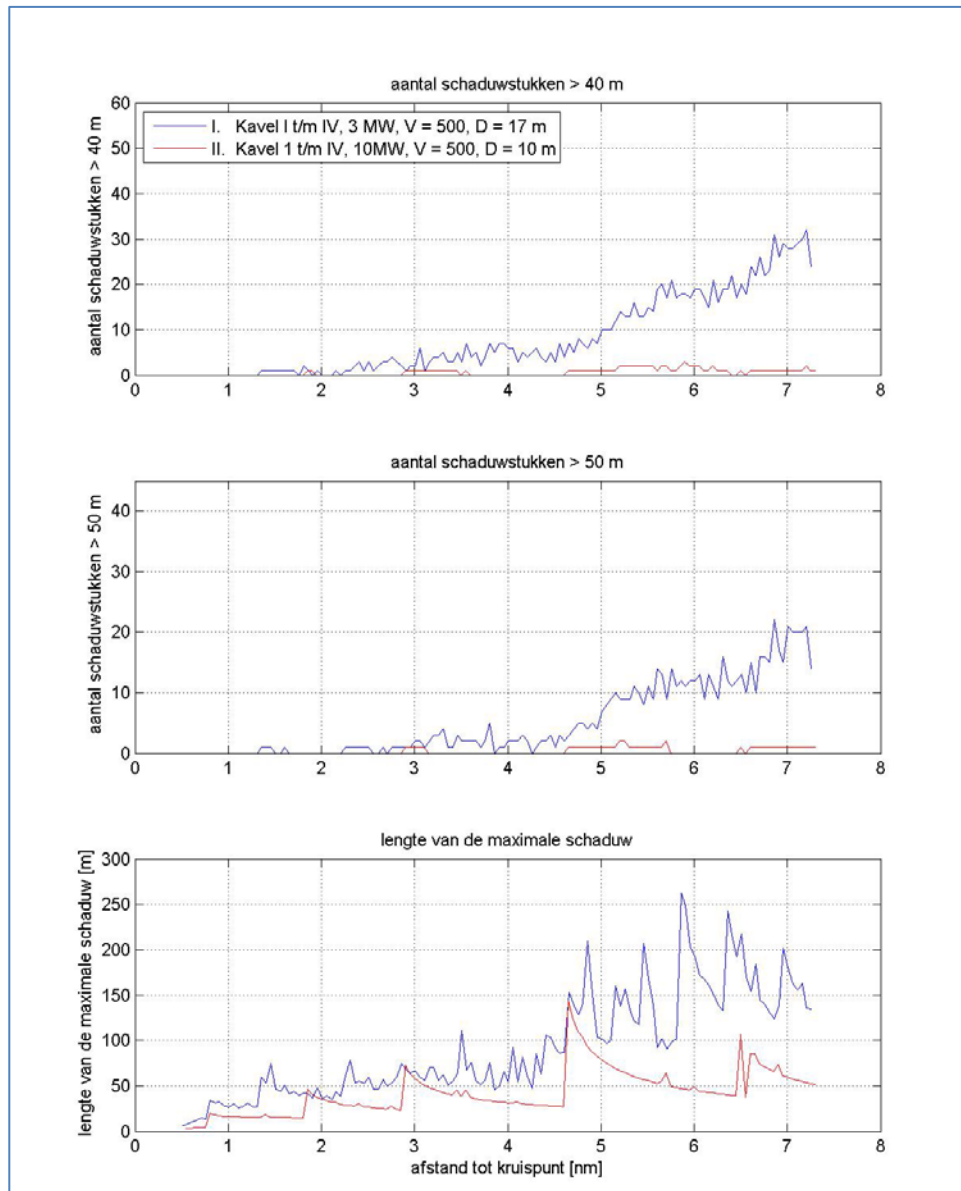 aantal schaduwstukken > 40 m
aantal schaduwstukken > 40 m
60
50
40
30
20
10
0
I. Kavel I t/m IV, 3 MW, V = 500, D = 17 m
II. Kavel 1 t/m IV, 10MW, V = 500, D = 10 m
0 1 2 3 4 5 6 7 8
aantal schaduwstukken > 50 m
aantal schaduwstukken > 50 m
40
30
20
10
0
0 1 2 3 4 5 6 7 8
lengte van de maximale schaduw
lengte van de maximale schaduw [m]
300
250
200
150
100
50
0
0 1 2 3 4 5 6 7 8
afstand tot kruispunt [nm]